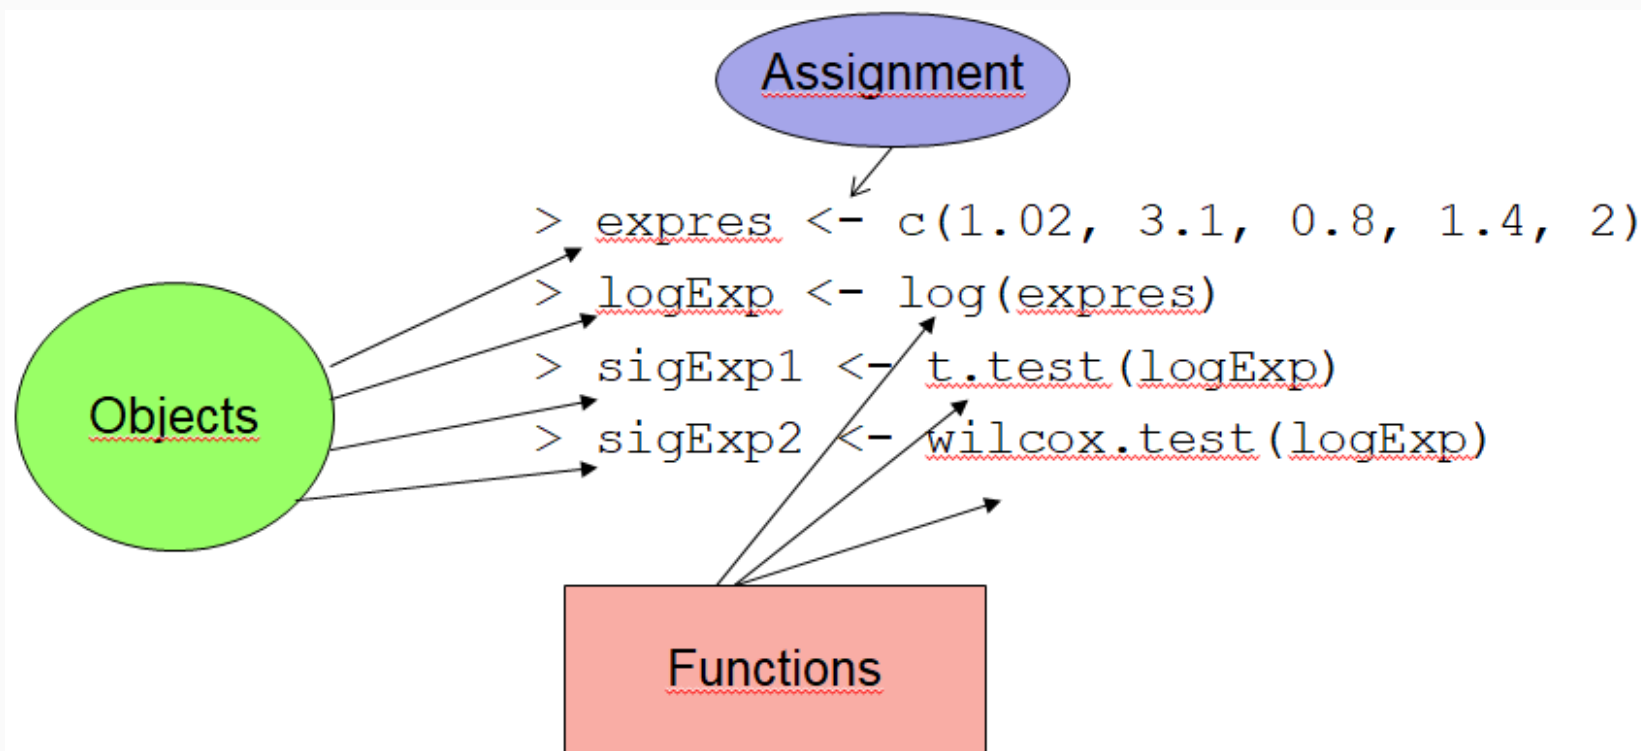 Assignment
> expres <- c(1.02, 3.1, 0.8, 1.4, 2)
> logExp <- log(expres)
> sigExp1 <- t.test(logExp)
Objects
> sigExp2 <- wilcox.test(logExp)
Functions